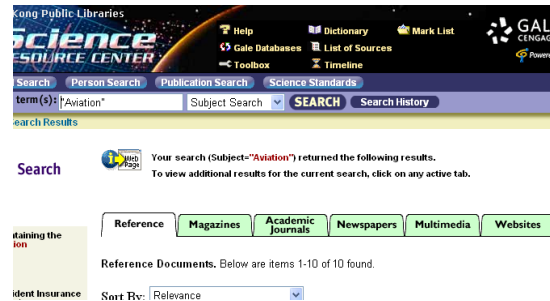 Kong Public Libraries
Science
RESOURCE CENTER
Help
Dictionary
Mark List
Gale Databases
List of Sources
Toolbox
Timeline
GAL
CENGAG
Powere
Search
Person Search
Publication Search
Science Standards
term(s): "Aviation"
Subject Search
SEARCH
Search History
earch Results
Search
Web Page
Your search (Subject="Aviation") returned the following results.
To view additional results for the current search, click on any active tab.
Reference
Magazines
Academic
Journals
Newspapers
Multimedia
Websites
ntaining the
ion
Reference Documents. Below are items 1-10 of 10 found.
ident Insurance
Sort By: Relevance